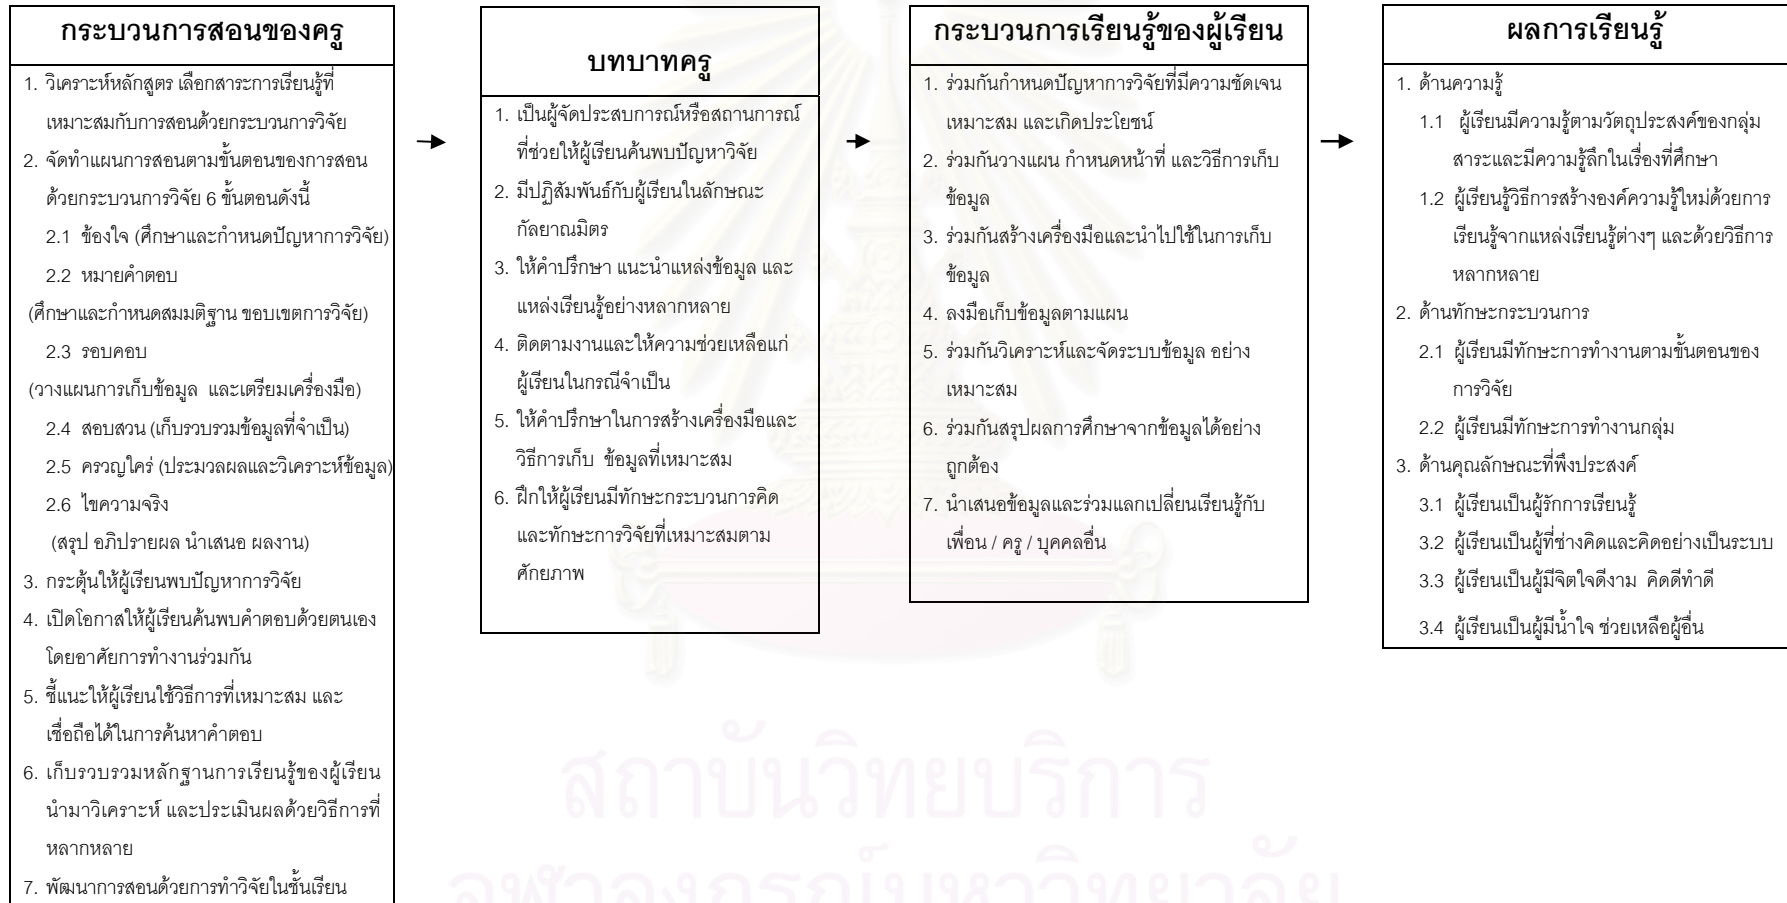 กระบวนการสอนของครู
1. วิเคราะห์หลักสูตร เลือกสาระการเรียนรู้ที่
เหมาะสมกับการสอนด้วยกระบวนการวิจัย
2. จัดทำแผนการสอนตามขั้นตอนของการสอน
ด้วยกระบวนการวิจัย 6 ขั้นตอนดังนี้
2.1 ข้องใจ (ศึกษาและกำหนดปัญหาการวิจัย)
2.2 หมายคำตอบ
(ศึกษาและกำหนดสมมติฐาน ขอบเขตการวิจัย)
2.3 รอบคอบ
(วางแผนการเก็บข้อมูล และเตรียมเครื่องมือ)
2.4 สอบสวน (เก็บรวบรวมข้อมูลที่จำเป็น)
2.5 ครวญใคร่ (ประมวลผลและวิเคราะห์ข้อมูล)
2.6 ไขความจริง
(สรุป อภิปรายผล นำเสนอ ผลงาน)
3. กระตุ้นให้ผู้เรียนพบปัญหาการวิจัย
4. เปิดโอกาสให้ผู้เรียนค้นพบคำตอบด้วยตนเอง
โดยอาศัยการทำงานร่วมกัน
5. ชี้แนะให้ผู้เรียนใช้วิธีการที่เหมาะสม และ
เชื่อถือได้ในการค้นหาคำตอบ
6. เก็บรวบรวมหลักฐานการเรียนรู้ของผู้เรียน
นำมาวิเคราะห์ และประเมินผลด้วยวิธีการที่
หลากหลาย
7. พัฒนาการสอนด้วยการทำวิจัยในชั้นเรียน
บทบาทครู
1. เป็นผู้จัดประสบการณ์หรือสถานการณ์
ที่ช่วยให้ผู้เรียนค้นพบปัญหาวิจัย
2. มีปฏิสัมพันธ์กับผู้เรียนในลักษณะ
กัลยาณมิตร
3. ให้คำปรึกษา แนะนำแหล่งข้อมูล และ
แหล่งเรียนรู้อย่างหลากหลาย
4. ติดตามงานและให้ความช่วยเหลือแก่
ผู้เรียนในกรณีจำเป็น
5. ให้คำปรึกษาในการสร้างเครื่องมือและ
วิธีการเก็บ ข้อมูลที่เหมาะสม
6. ฝึกให้ผู้เรียนมีทักษะกระบวนการคิด
และทักษะการวิจัยที่เหมาะสมตาม
ศักยภาพ
กระบวนการเรียนรู้ของผู้เรียน
1. ร่วมกันกำหนดปัญหาการวิจัยที่มีความชัดเจน
เหมาะสม และเกิดประโยชน์
2. ร่วมกันวางแผน กำหนดหน้าที่ และวิธีการเก็บ
ข้อมูล
3. ร่วมกันสร้างเครื่องมือและนำไปใช้ในการเก็บ
ข้อมูล
4. ลงมือเก็บข้อมูลตามแผน
5. ร่วมกันวิเคราะห์และจัดระบบข้อมูล อย่าง
เหมาะสม
6. ร่วมกันสรุปผลการศึกษาจากข้อมูลได้อย่าง
ถูกต้อง
7. นำเสนอข้อมูลและร่วมแลกเปลี่ยนเรียนรู้กับ
เพื่อน / ครู / บุคคลอื่น
ผลการเรียนรู้
1. ด้านความรู้
1.1 ผู้เรียนมีความรู้ตามวัตถุประสงค์ของกลุ่ม
สาระและมีความรู้ลึกในเรื่องที่ศึกษา
1.2 ผู้เรียนรู้วิธีการสร้างองค์ความรู้ใหม่ด้วยการ
เรียนรู้จากแหล่งเรียนรู้ต่างๆ และด้วยวิธีการ
หลากหลาย
2. ด้านทักษะกระบวนการ
2.1 ผู้เรียนมีทักษะการทำงานตามขั้นตอนของ
การวิจัย
2.2 ผู้เรียนมีทักษะการทำงานกลุ่ม
3. ด้านคุณลักษณะที่พึงประสงค์
3.1 ผู้เรียนเป็นผู้รักการเรียนรู้
3.2 ผู้เรียนเป็นผู้ที่ช่างคิดและคิดอย่างเป็นระบบ
3.3 ผู้เรียนเป็นผู้มีจิตใจดีงาม คิดดีทำดี
3.4 ผู้เรียนเป็นผู้มีน้ำใจ ช่วยเหลือผู้อื่น
สถาบันวิทยบริการ
จุฬาลงกรณ์มหาวิทยาลัย